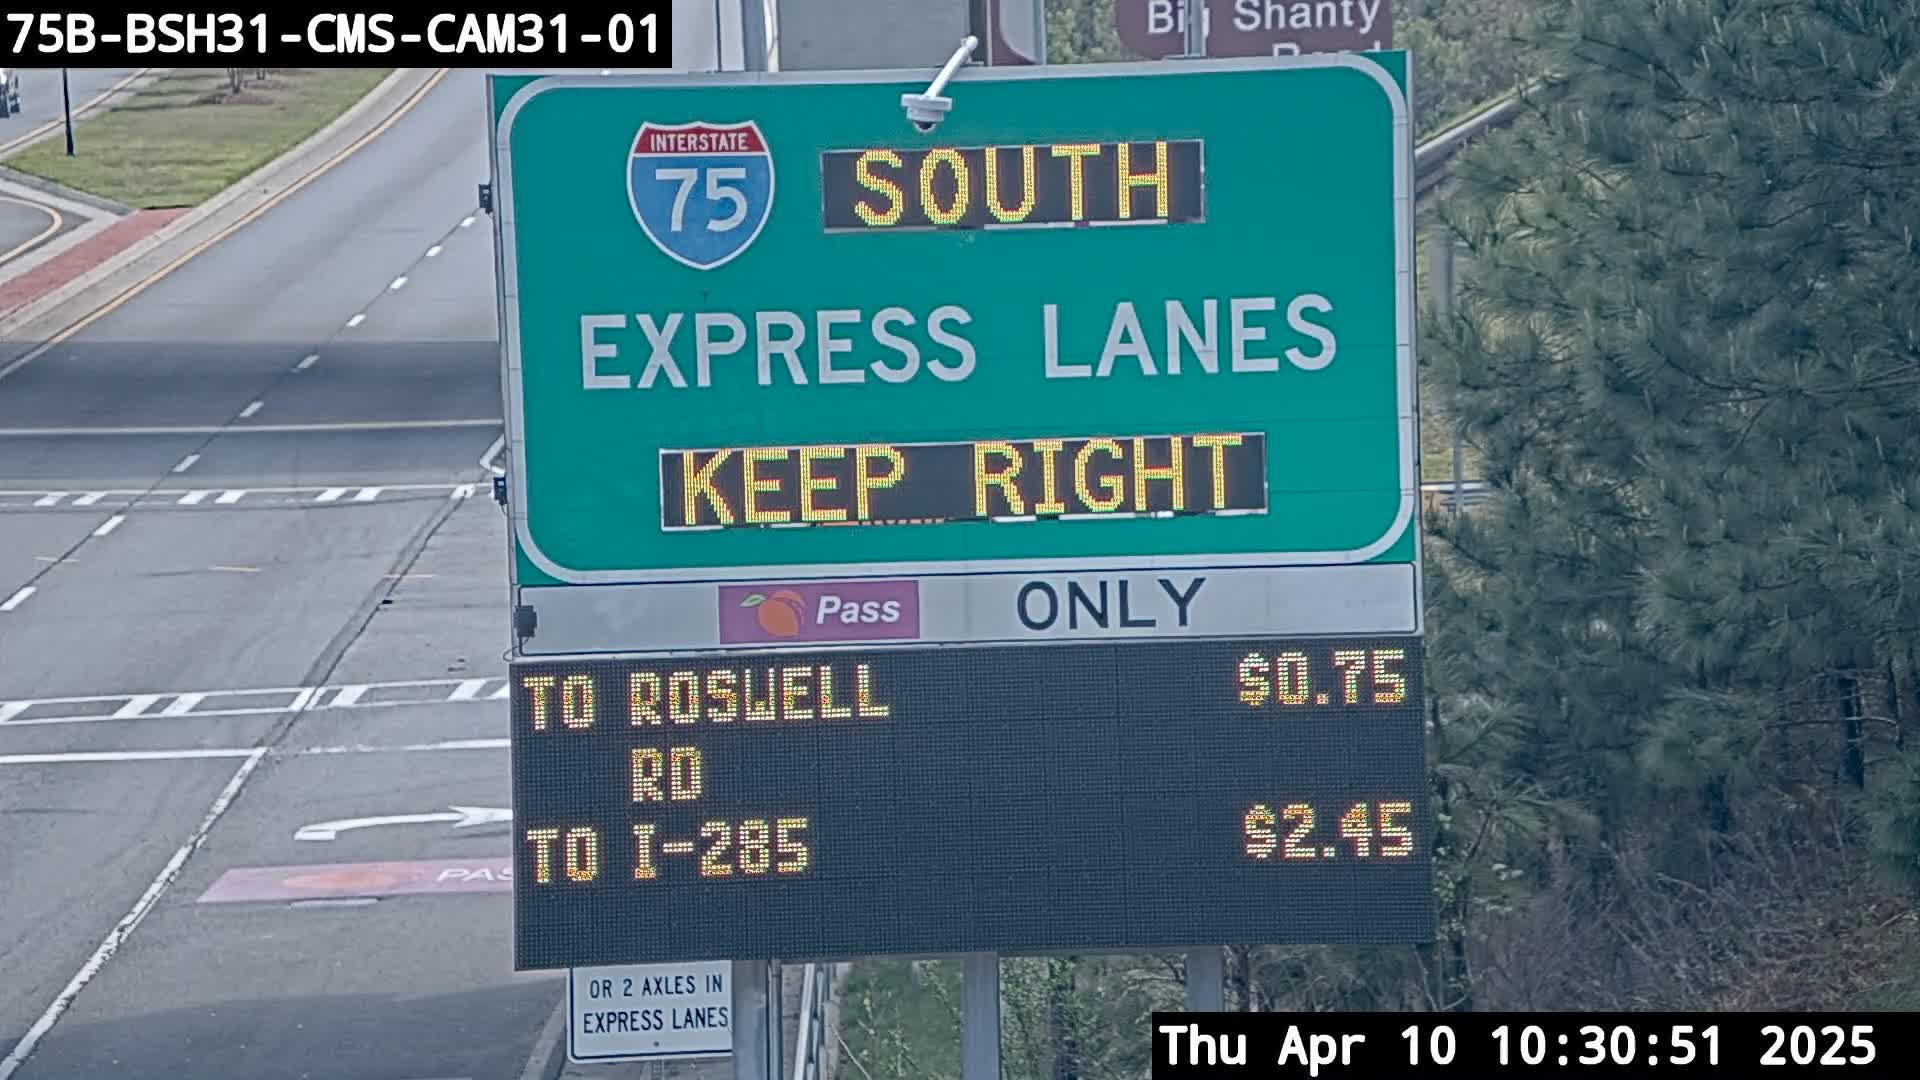 75B-BSH31-CMS-CAM31-01
Big Shanty
Road
INTERSTATE
75
SOUTH
EXPRESS LANES
KEEP RIGHT
Pass
ONLY
TO ROSWELL $0.75
RD
TO I-285 $2.45
PAS
OR 2 AXLES IN
EXPRESS LANES
Thu Apr 10 10:30:51 2025